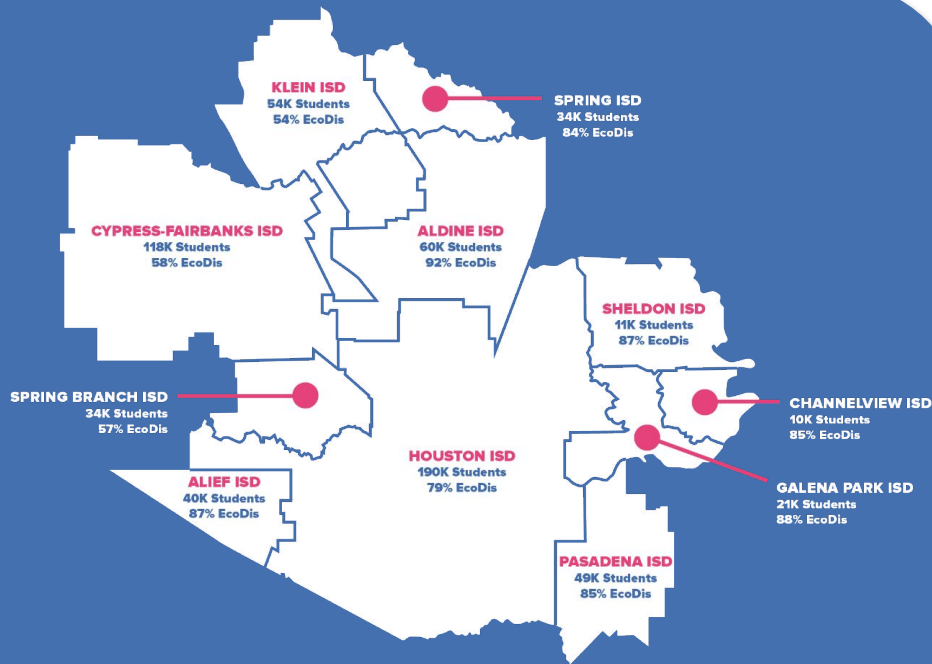 KLEIN ISD
54K Students
54% EcoDis
SPRING ISD
34K Students
84% EcoDis
CYPRESS-FAIRBANKS ISD
118K Students
58% EcoDis
ALDINE ISD
60K Students
92% EcoDis
SHELDON ISD
11K Students
87% EcoDis
SPRING BRANCH ISD
34K Students
57% EcoDis
CHANNELVIEW ISD
10K Students
85% EcoDis
HOUSTON ISD
190K Students
79% EcoDis
ALIEF ISD
40K Students
87% EcoDis
GALENA PARK ISD
21K Students
88% EcoDis
PASADENA ISD
49K Students
85% EcoDis